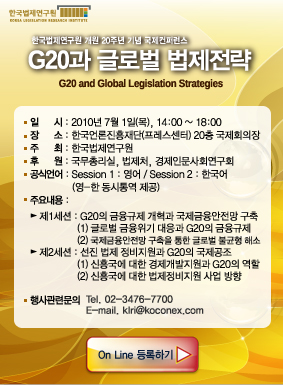 한국법제연구원
KOREA LEGISLATION RESEARCH INSTITUTE
한국법제연구원 개원 20주년 기념 국제컨퍼런스
G20과 글로벌 법제전략
G20 and Global Legislation Strategies
일 시 : 2010년 7월 1일(목), 14:00 ~ 18:00
장 소 : 한국언론진흥재단(프레스센터) 20층 국제회의장
주 최 : 한국법제연구원
후 원 : 국무총리실, 법제처, 경제인문사회연구회
공식언어 : Session 1 : 영어 / Session 2 : 한국어
(영-한 동시통역 제공)
주요내용 :
► 제1세션 : G20의 금융규제 개혁과 국제금융안전망 구축
(1) 글로벌 금융위기 대응과 G20의 금융규제
(2) 국제금융안전망 구축을 통한 글로벌 불균형 해소
► 제2세션 : 선진 법제 정비지원과 G20의 국제공조
(1) 신흥국에 대한 경제개발지원과 G20의 역할
(2) 신흥국에 대한 법제정비지원 사업 방향
행사관련문의 Tel, 02-3476-7700
E-mail, klri@koconex.com
On Line 등록하기